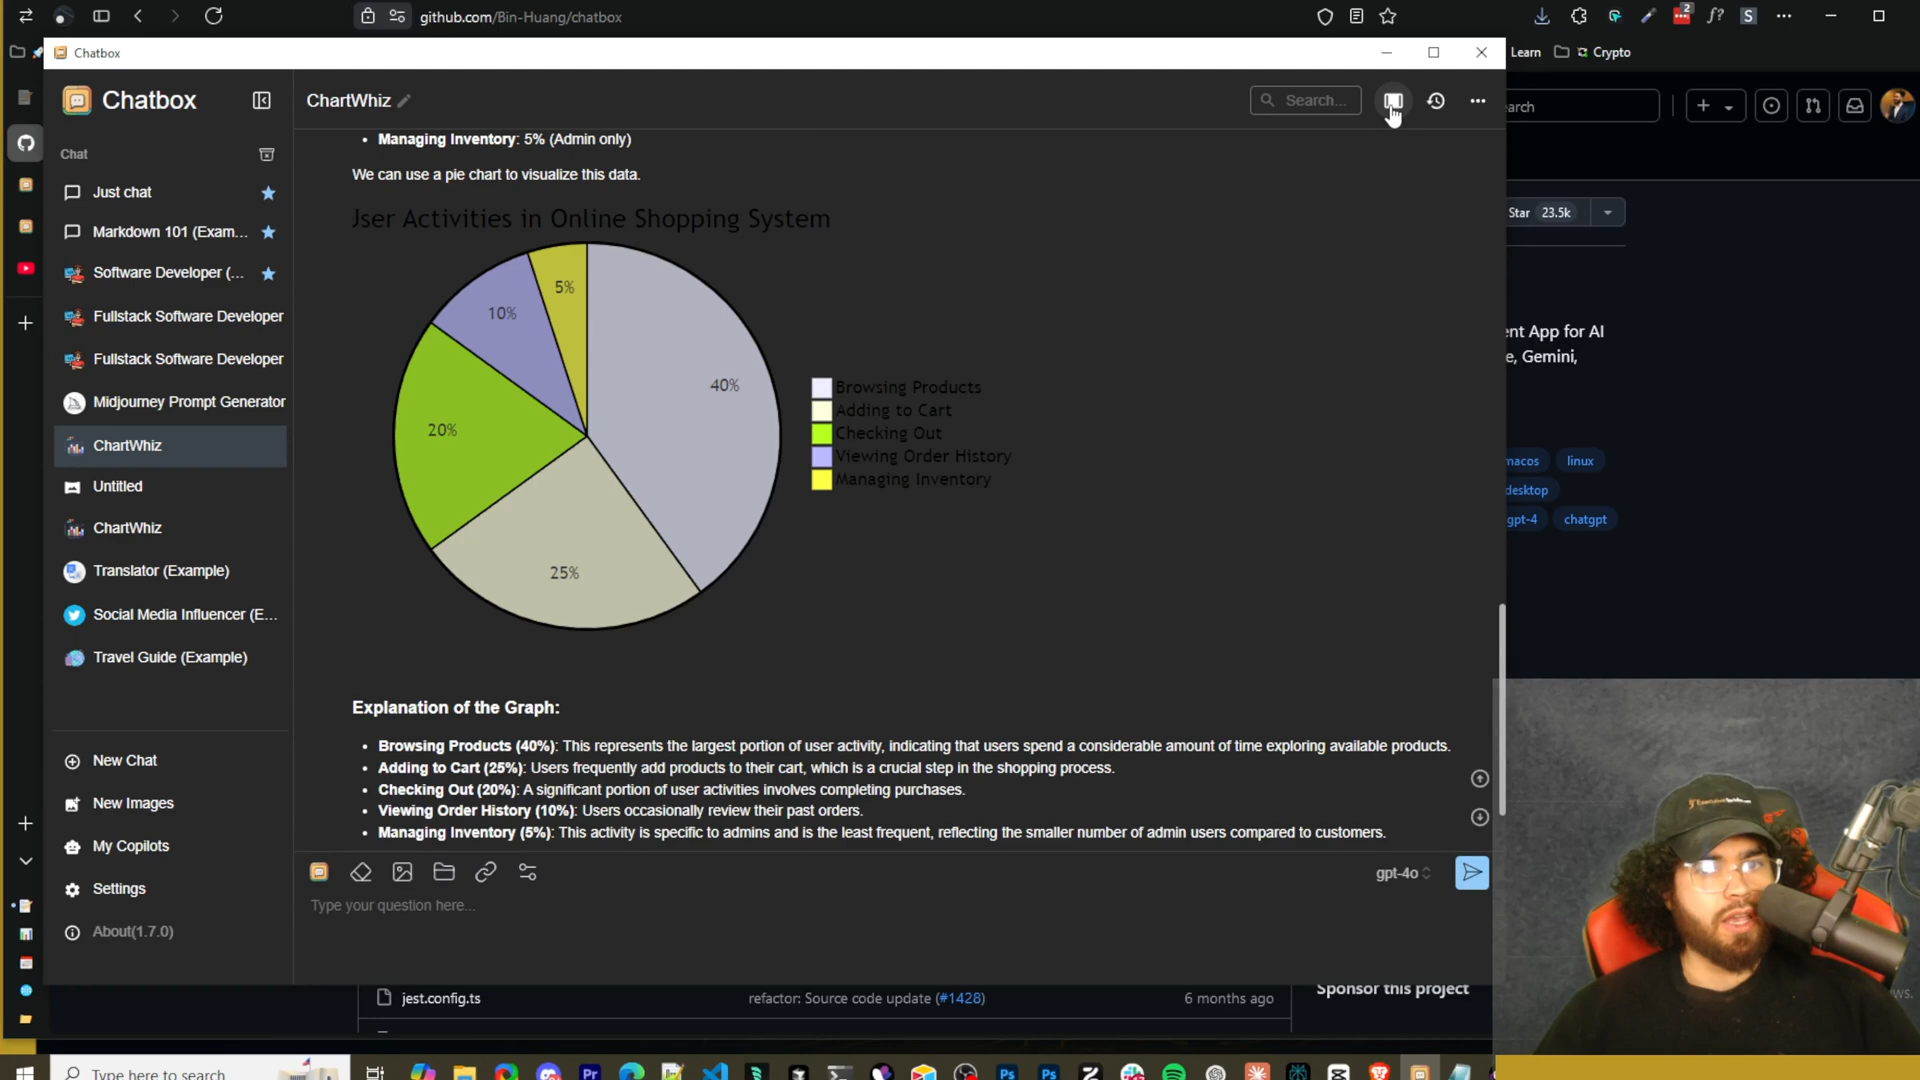 github.com/Bin-Huang/chatbox
2
f?
S
Chatbox
Learn
Crypto
Chatbox
ChartWhiz
Search...
arch
Chat
Managing Inventory: 5% (Admin only)
We can use a pie chart to visualize this data.
Just chat
Markdown 101 (Exam...
Software Developer (...
Fullstack Software Developer
Fullstack Software Developer
Midjourney Prompt Generator
ChartWhiz
Untitled
ChartWhiz
Translator (Example)
Social Media Influencer (E...
Travel Guide (Example)
New Chat
New Images
My Copilots
Settings
About(1.7.0)
Jser Activities in Online Shopping System
5%
10%
40%
20%
25%
Browsing Products
Adding to Cart
Checking Out
Viewing Order History
Managing Inventory
Star 23.5k
ent App for AI
e, Gemini,
macos
linux
desktop
gpt-4
chatgpt
Explanation of the Graph:
Browsing Products (40%): This represents the largest portion of user activity, indicating that users spend a considerable amount of time exploring available products.
Adding to Cart (25%): Users frequently add products to their cart, which is a crucial step in the shopping process.
Checking Out (20%): A significant portion of user activities involves completing purchases.
Viewing Order History (10%): Users occasionally review their past orders.
Managing Inventory (5%): This activity is specific to admins and is the least frequent, reflecting the smaller number of admin users compared to customers.
gpt-4o
Type your question here...
jest.config.ts
refactor: Source code update (#1428)
6 months ago
Sponsor this project
ws.
Type here to search
Pr
Ps
Ps